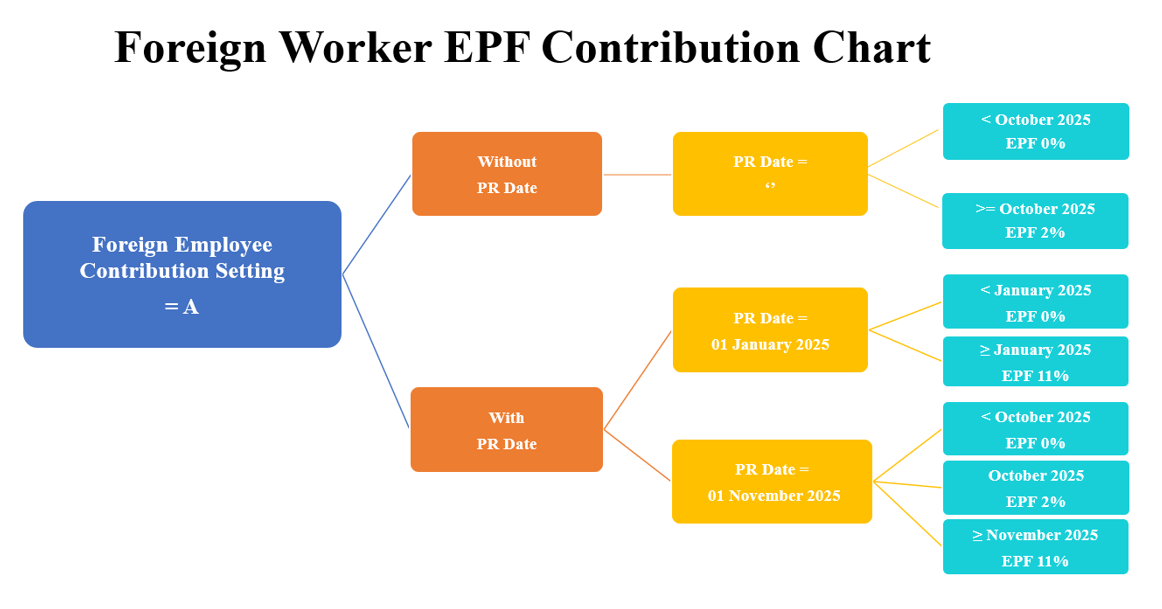 Foreign Worker EPF Contribution Chart
Foreign Employee
Contribution Setting
= A
Without
PR Date
With
PR Date
PR Date =
‘’
PR Date =
01 January 2025
PR Date =
01 November 2025
< October 2025
EPF 0%
>= October 2025
EPF 2%
< January 2025
EPF 0%
≥ January 2025
EPF 11%
< October 2025
EPF 0%
October 2025
EPF 2%
≥ November 2025
EPF 11%